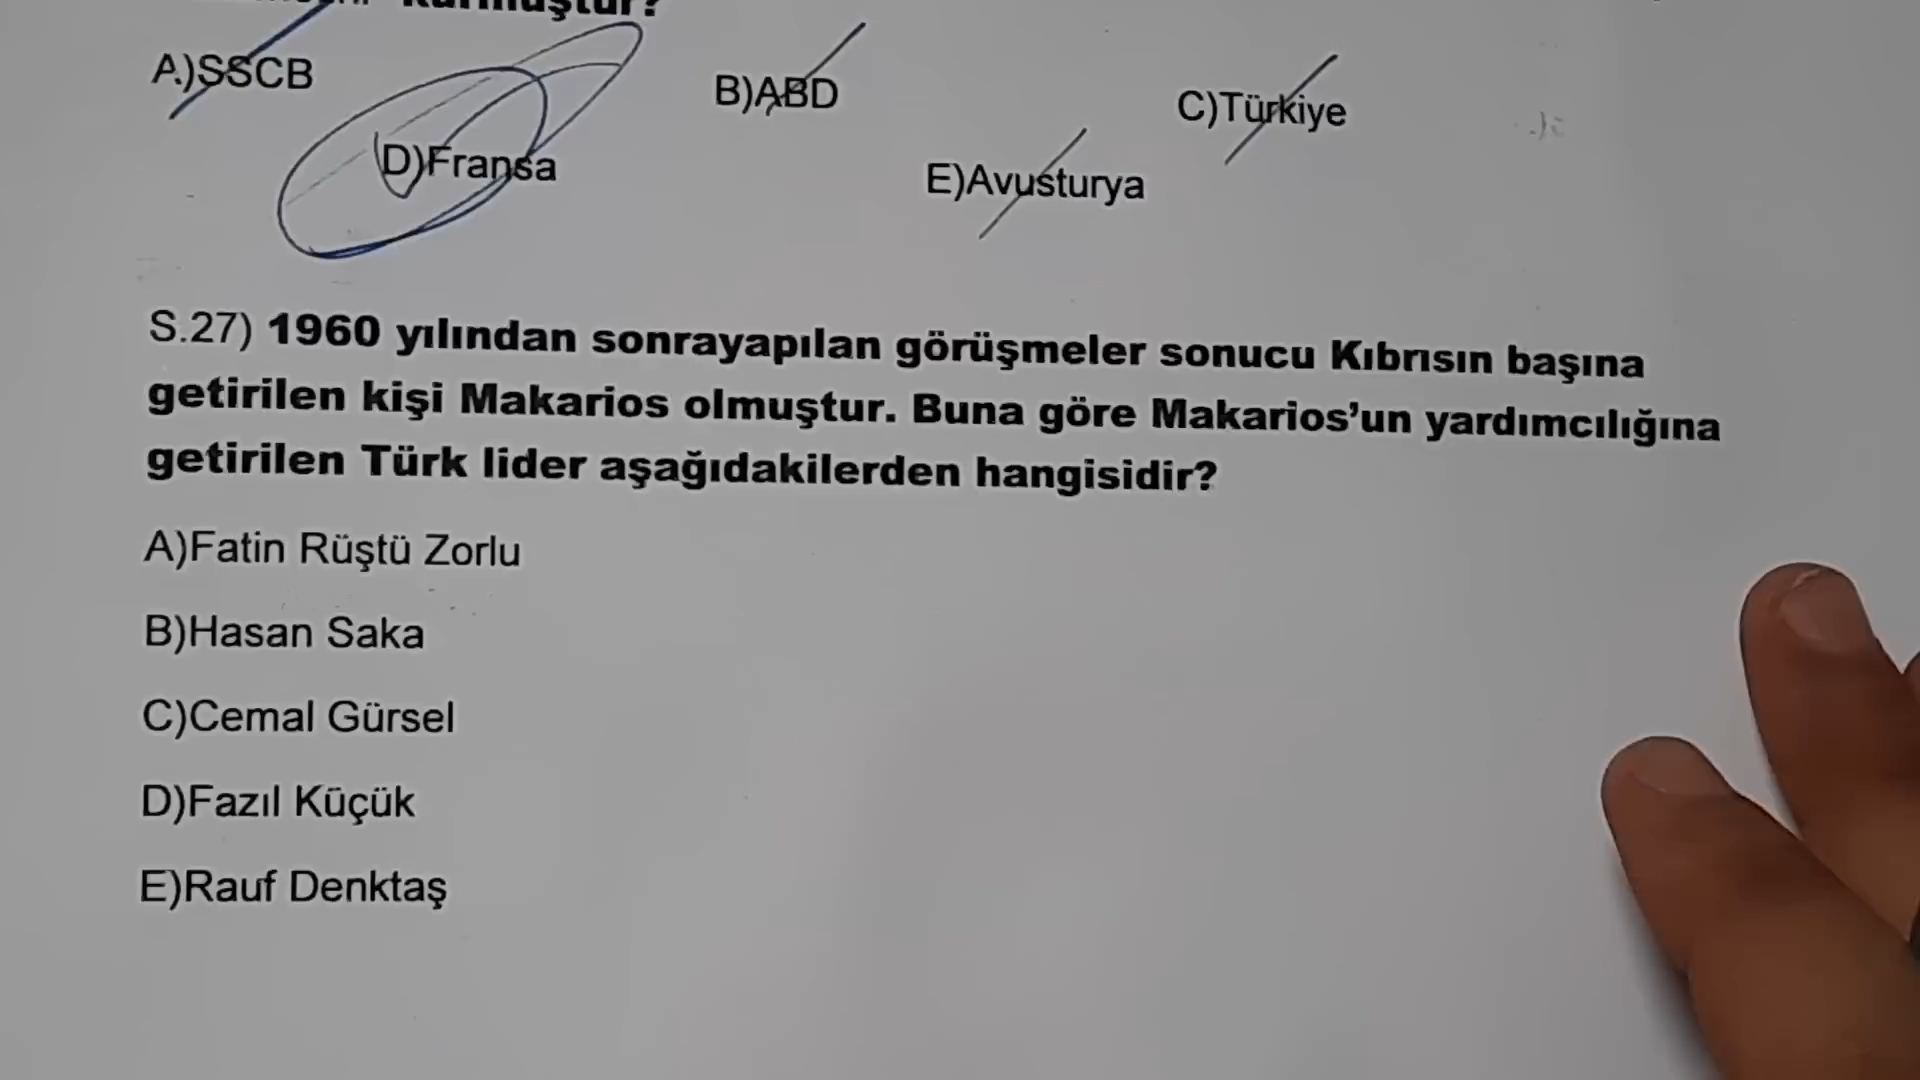 kurmuştur?
A)SSCB
B)ABD
C)Türkiye
D)Fransa
E)Avusturya
S.27) 1960 yılından sonrayapılan görüşmeler sonucu Kıbrısın başına
getirilen kişi Makarios olmuştur. Buna göre Makarios'un yardımcılığına
getirilen Türk lider aşağıdakilerden hangisidir?
A)Fatin Rüştü Zorlu
B)Hasan Saka
C)Cemal Gürsel
D)Fazıl Küçük
E)Rauf Denktaş